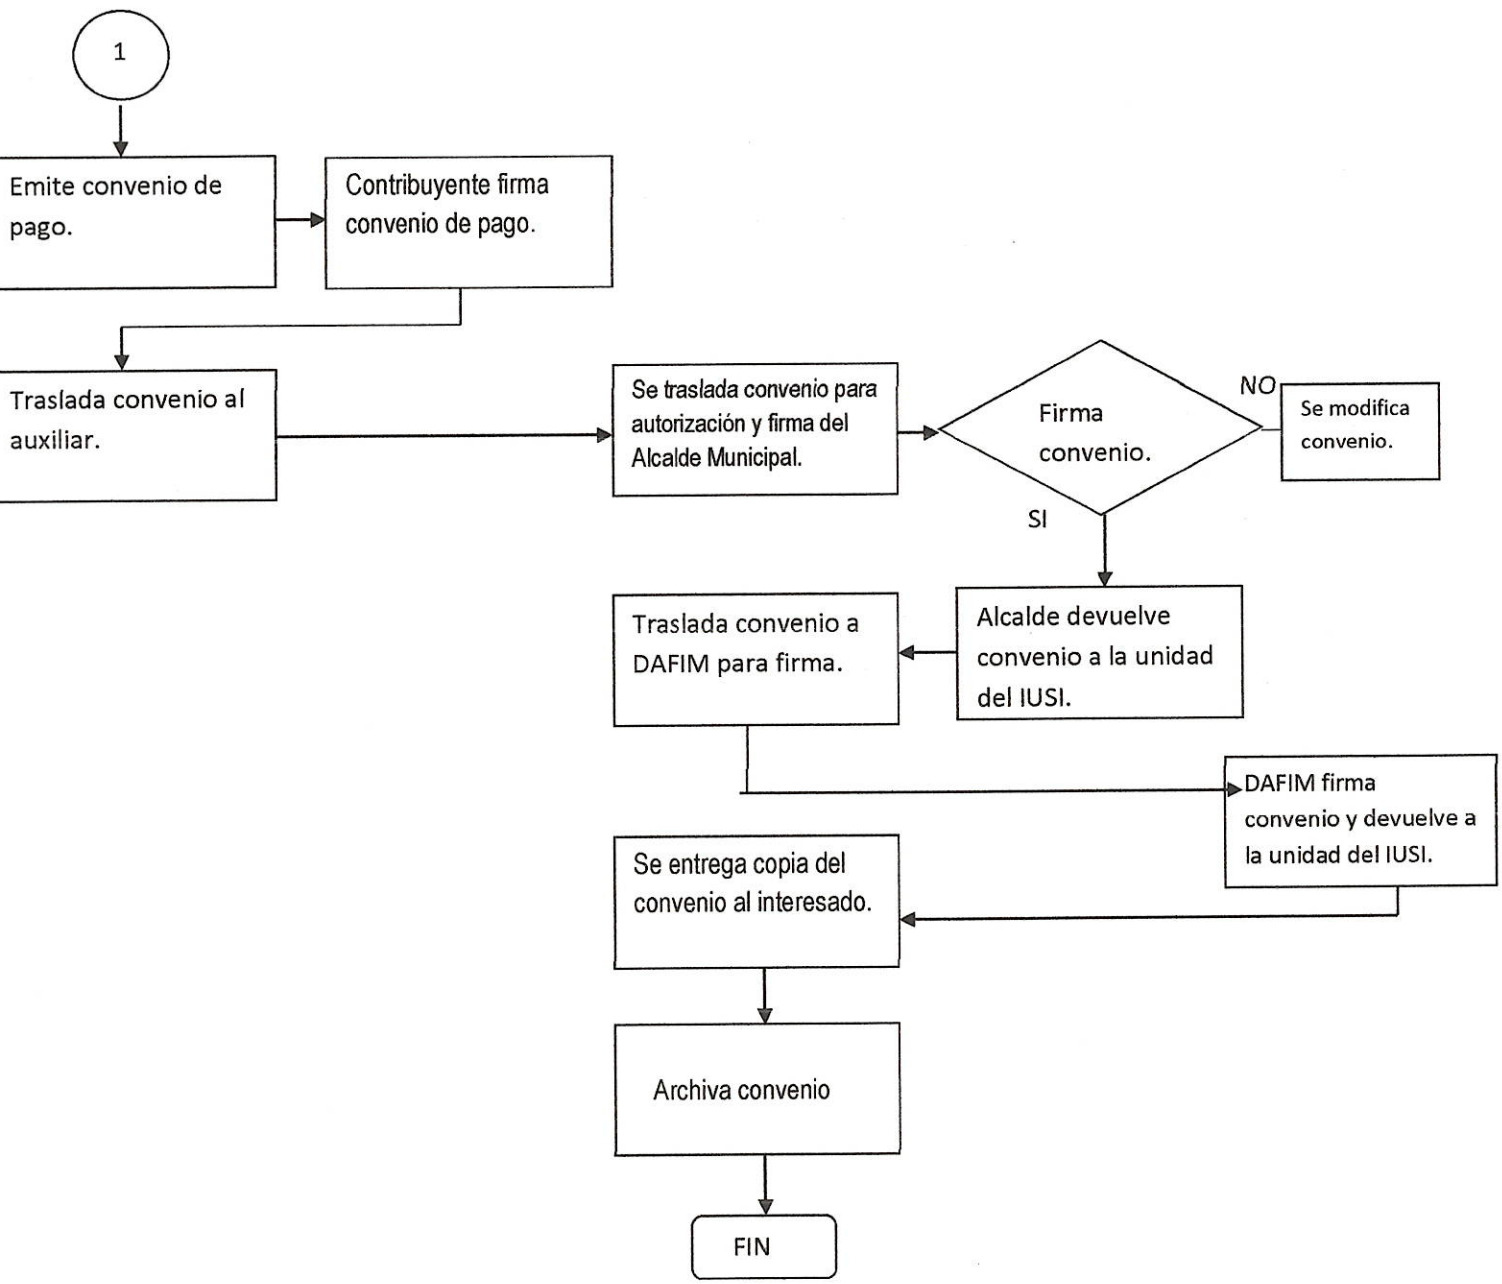 1
Emite convenio de
pago.
Contribuyente firma
convenio de pago.
Traslada convenio al
auxiliar.
Se traslada convenio para
autorización y firma del
Alcalde Municipal.
Firma
convenio.
NO
Se modifica
convenio.
SI
Alcalde devuelve
convenio a la unidad
del IUSI.
Traslada convenio a
DAFIM para firma.
DAFIM firma
convenio y devuelve a
la unidad del IUSI.
Se entrega copia del
convenio al interesado.
Archiva convenio
FIN